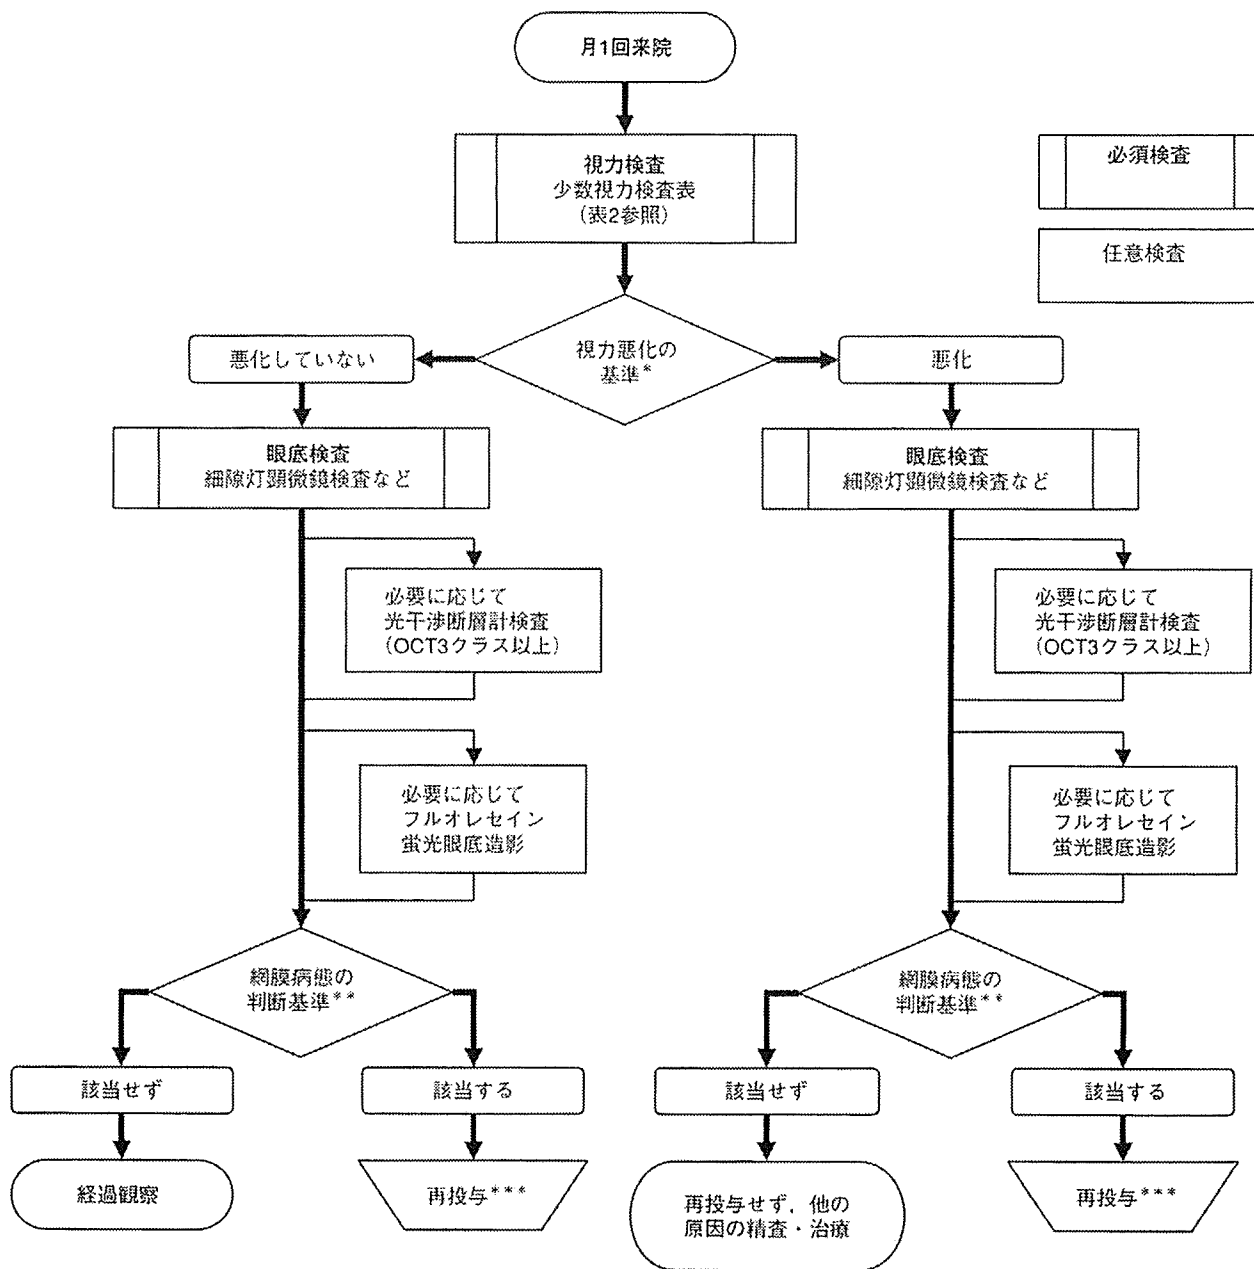 月1回来院
視力検査
少数視力検査表
(表2参照)
必須検査
任意検査
視力悪化の
基準*
悪化していない
悪化
眼底検査
細隙灯顕微鏡検査など
眼底検査
細隙灯顕微鏡検査など
必要に応じて
光干渉断層計検査
(OCT3クラス以上)
必要に応じて
光干渉断層計検査
(OCT3クラス以上)
必要に応じて
フルオレセイン
蛍光眼底造影
必要に応じて
フルオレセイン
蛍光眼底造影
網膜病態の
判断基準**
網膜病態の
判断基準**
該当せず
該当する
該当せず
該当する
経過観察
再投与***
再投与せず,他の
原因の精査・治療
再投与***